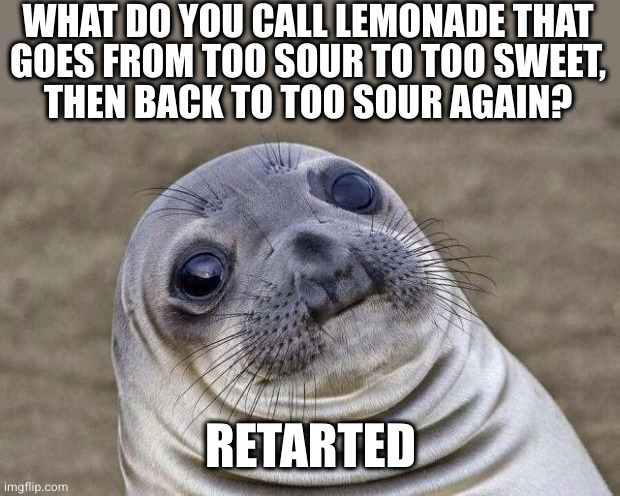 WHAT DO YOU CALL LEMONADE THAT
GOES FROM TOO SOUR TO TOO SWEET,
THEN BACK TO TOO SOUR AGAIN?
RETARTED
imgflip.com